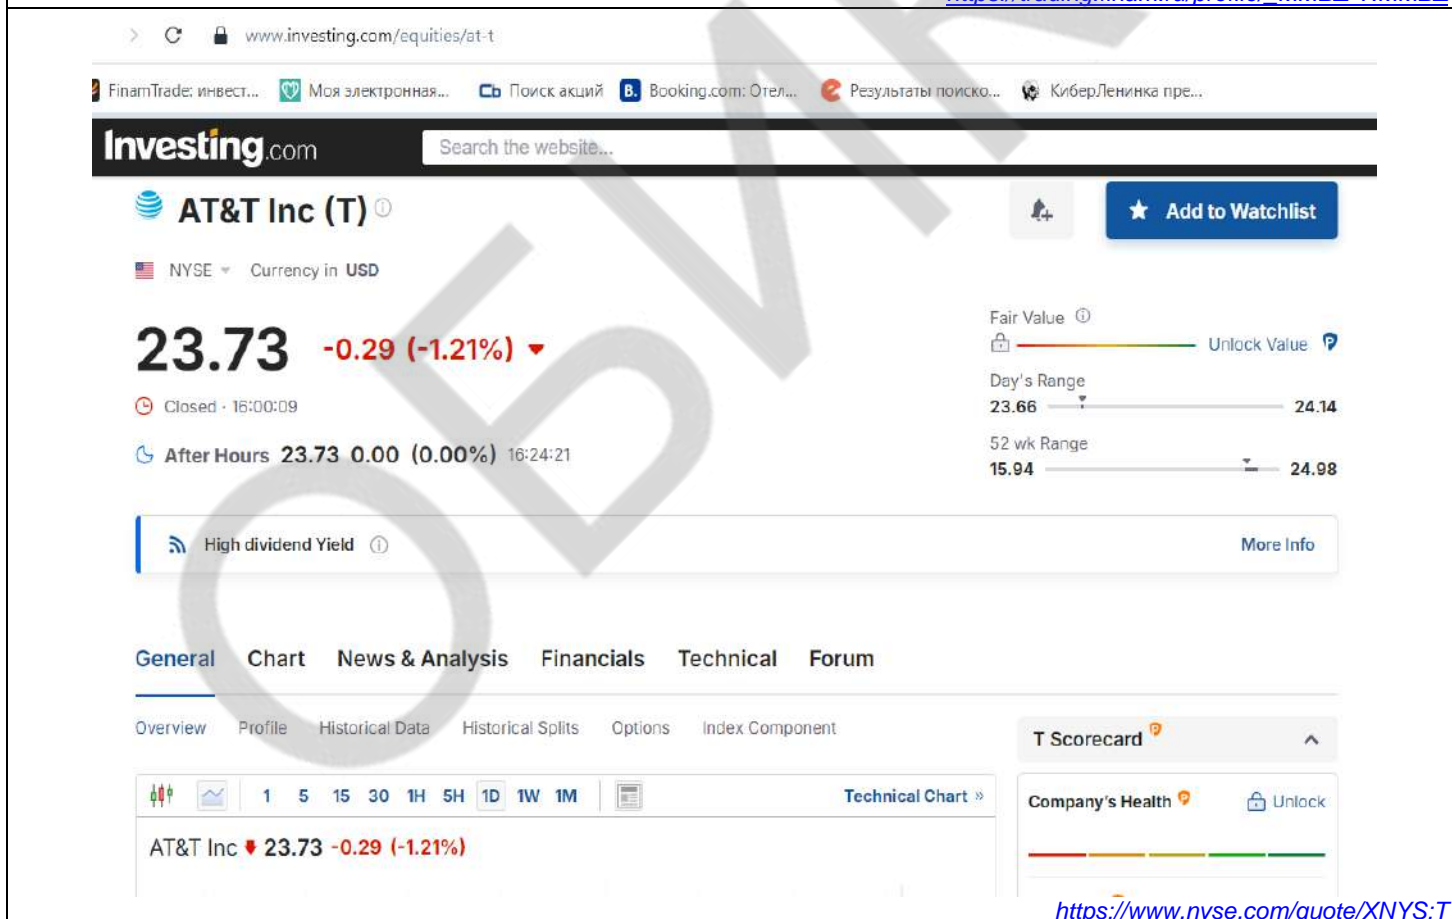 www.investing.com/equities/at-t
FinamTrade: инвест... Моя электронная... Cb Поиск акций B. Booking.com: Отел... Результаты поиско... КиберЛенинка пре...
Investing.com Search the website...
AT&T Inc (T) Add to Watchlist
NYSE Currency in USD
Fair Value
23.73 -0.29 (-1.21%) Unlock Value
Day's Range
Closed · 16:00:09 23.66 24.14
52 wk Range
After Hours 23.73 0.00 (0.00%) 16:24:21
15.94 24.98
High dividend Yield More Info
General Chart News & Analysis Financials Technical Forum
Overview Profile Historical Data Historical Splits Options Index Component
T Scorecard
1 5 15 30 1H 5H 1D 1W 1M Technical Chart »
Company's Health Unlock
AT&T Inc 23.73 -0.29 (-1.21%)
https://www.nyse.com/quote/XNYS:T